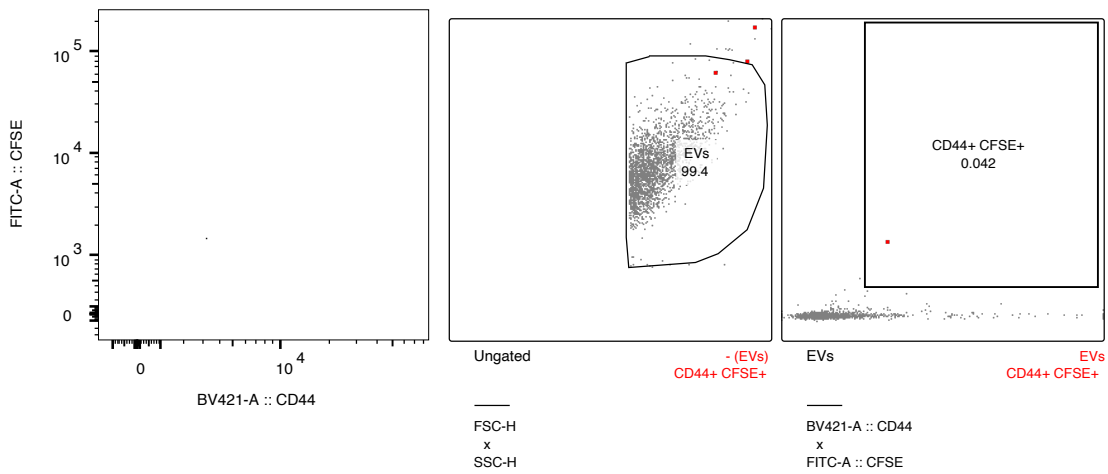 10^5
10^4
10^3
0
FITC-A :: CFSE
0
10^4
BV421-A :: CD44
EVs
99.4
Ungated
- (EVs)
CD44+ CFSE+
FSC-H
x
SSC-H
CD44+ CFSE+
0.042
EVs
EVs
CD44+ CFSE+
BV421-A :: CD44
x
FITC-A :: CFSE